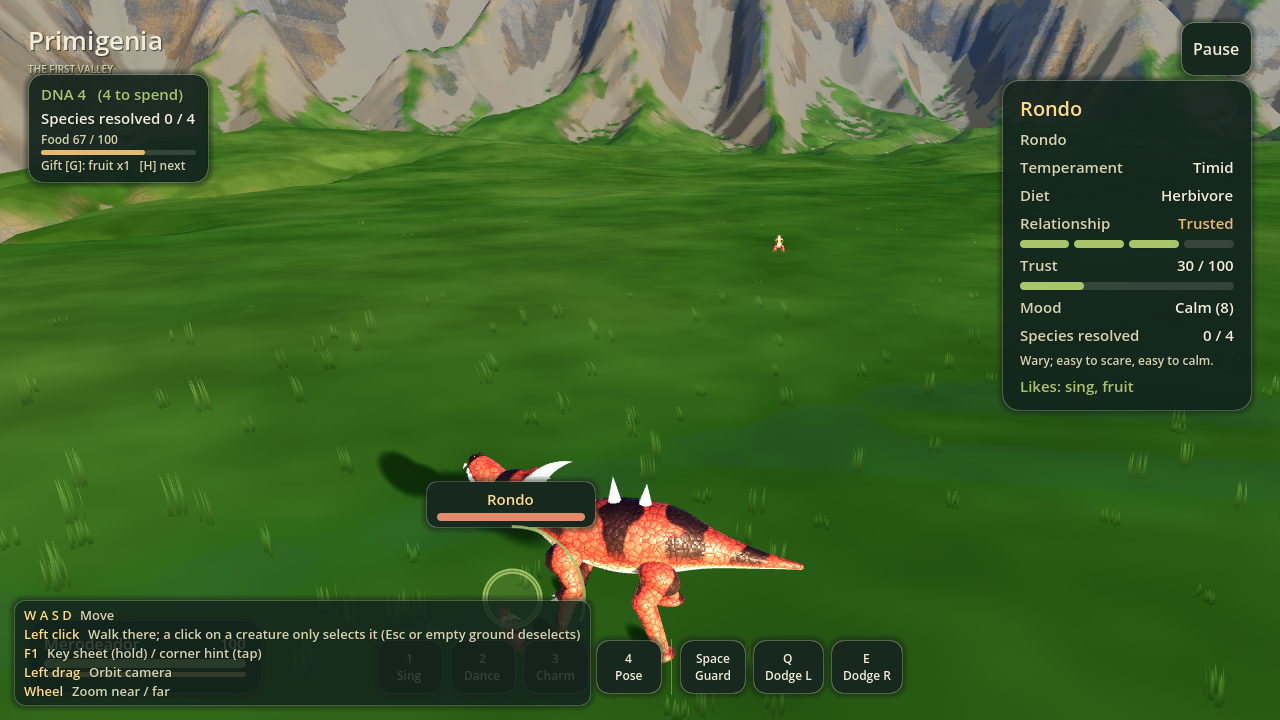 Primigenia
THE FIRST VALLEY
DNA 4 (4 to spend)
Species resolved 0 / 4
Food 67 / 100
Gift [G]: fruit x1 [H] next
Pause
Rondo
Rondo
Temperament Timid
Diet Herbivore
Relationship Trusted
Trust 30 / 100
Mood Calm (8)
Species resolved 0 / 4
Wary; easy to scare, easy to calm.
Likes: sing, fruit
Rondo
W A S D Move
Left click Walk there; a click on a creature only selects it (Esc or empty ground deselects)
F1 Key sheet (hold) / corner hint (tap)
Left drag Orbit camera
Wheel Zoom near / far
Merodeador 100
1 Sing
2 Dance
3 Charm
4 Pose
Space Guard
Q Dodge L
E Dodge R